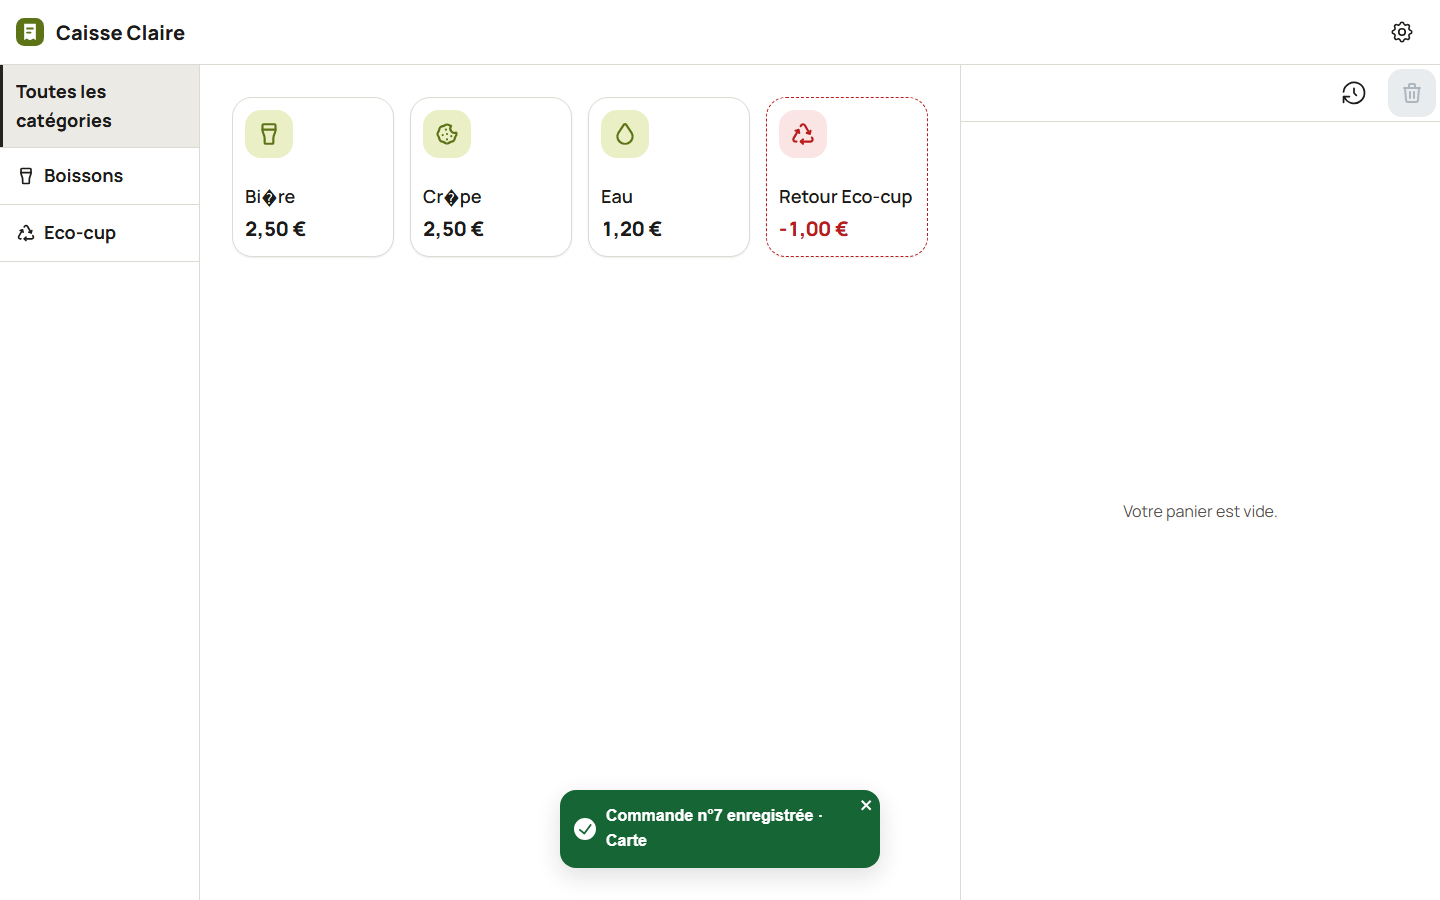 Caisse Claire
Toutes les
catégories
Boissons
Eco-cup
Bi�re
2,50 €
Cr�pe
2,50 €
Eau
1,20 €
Retour Eco-cup
-1,00 €
Votre panier est vide.
Commande n°7 enregistrée -
Carte